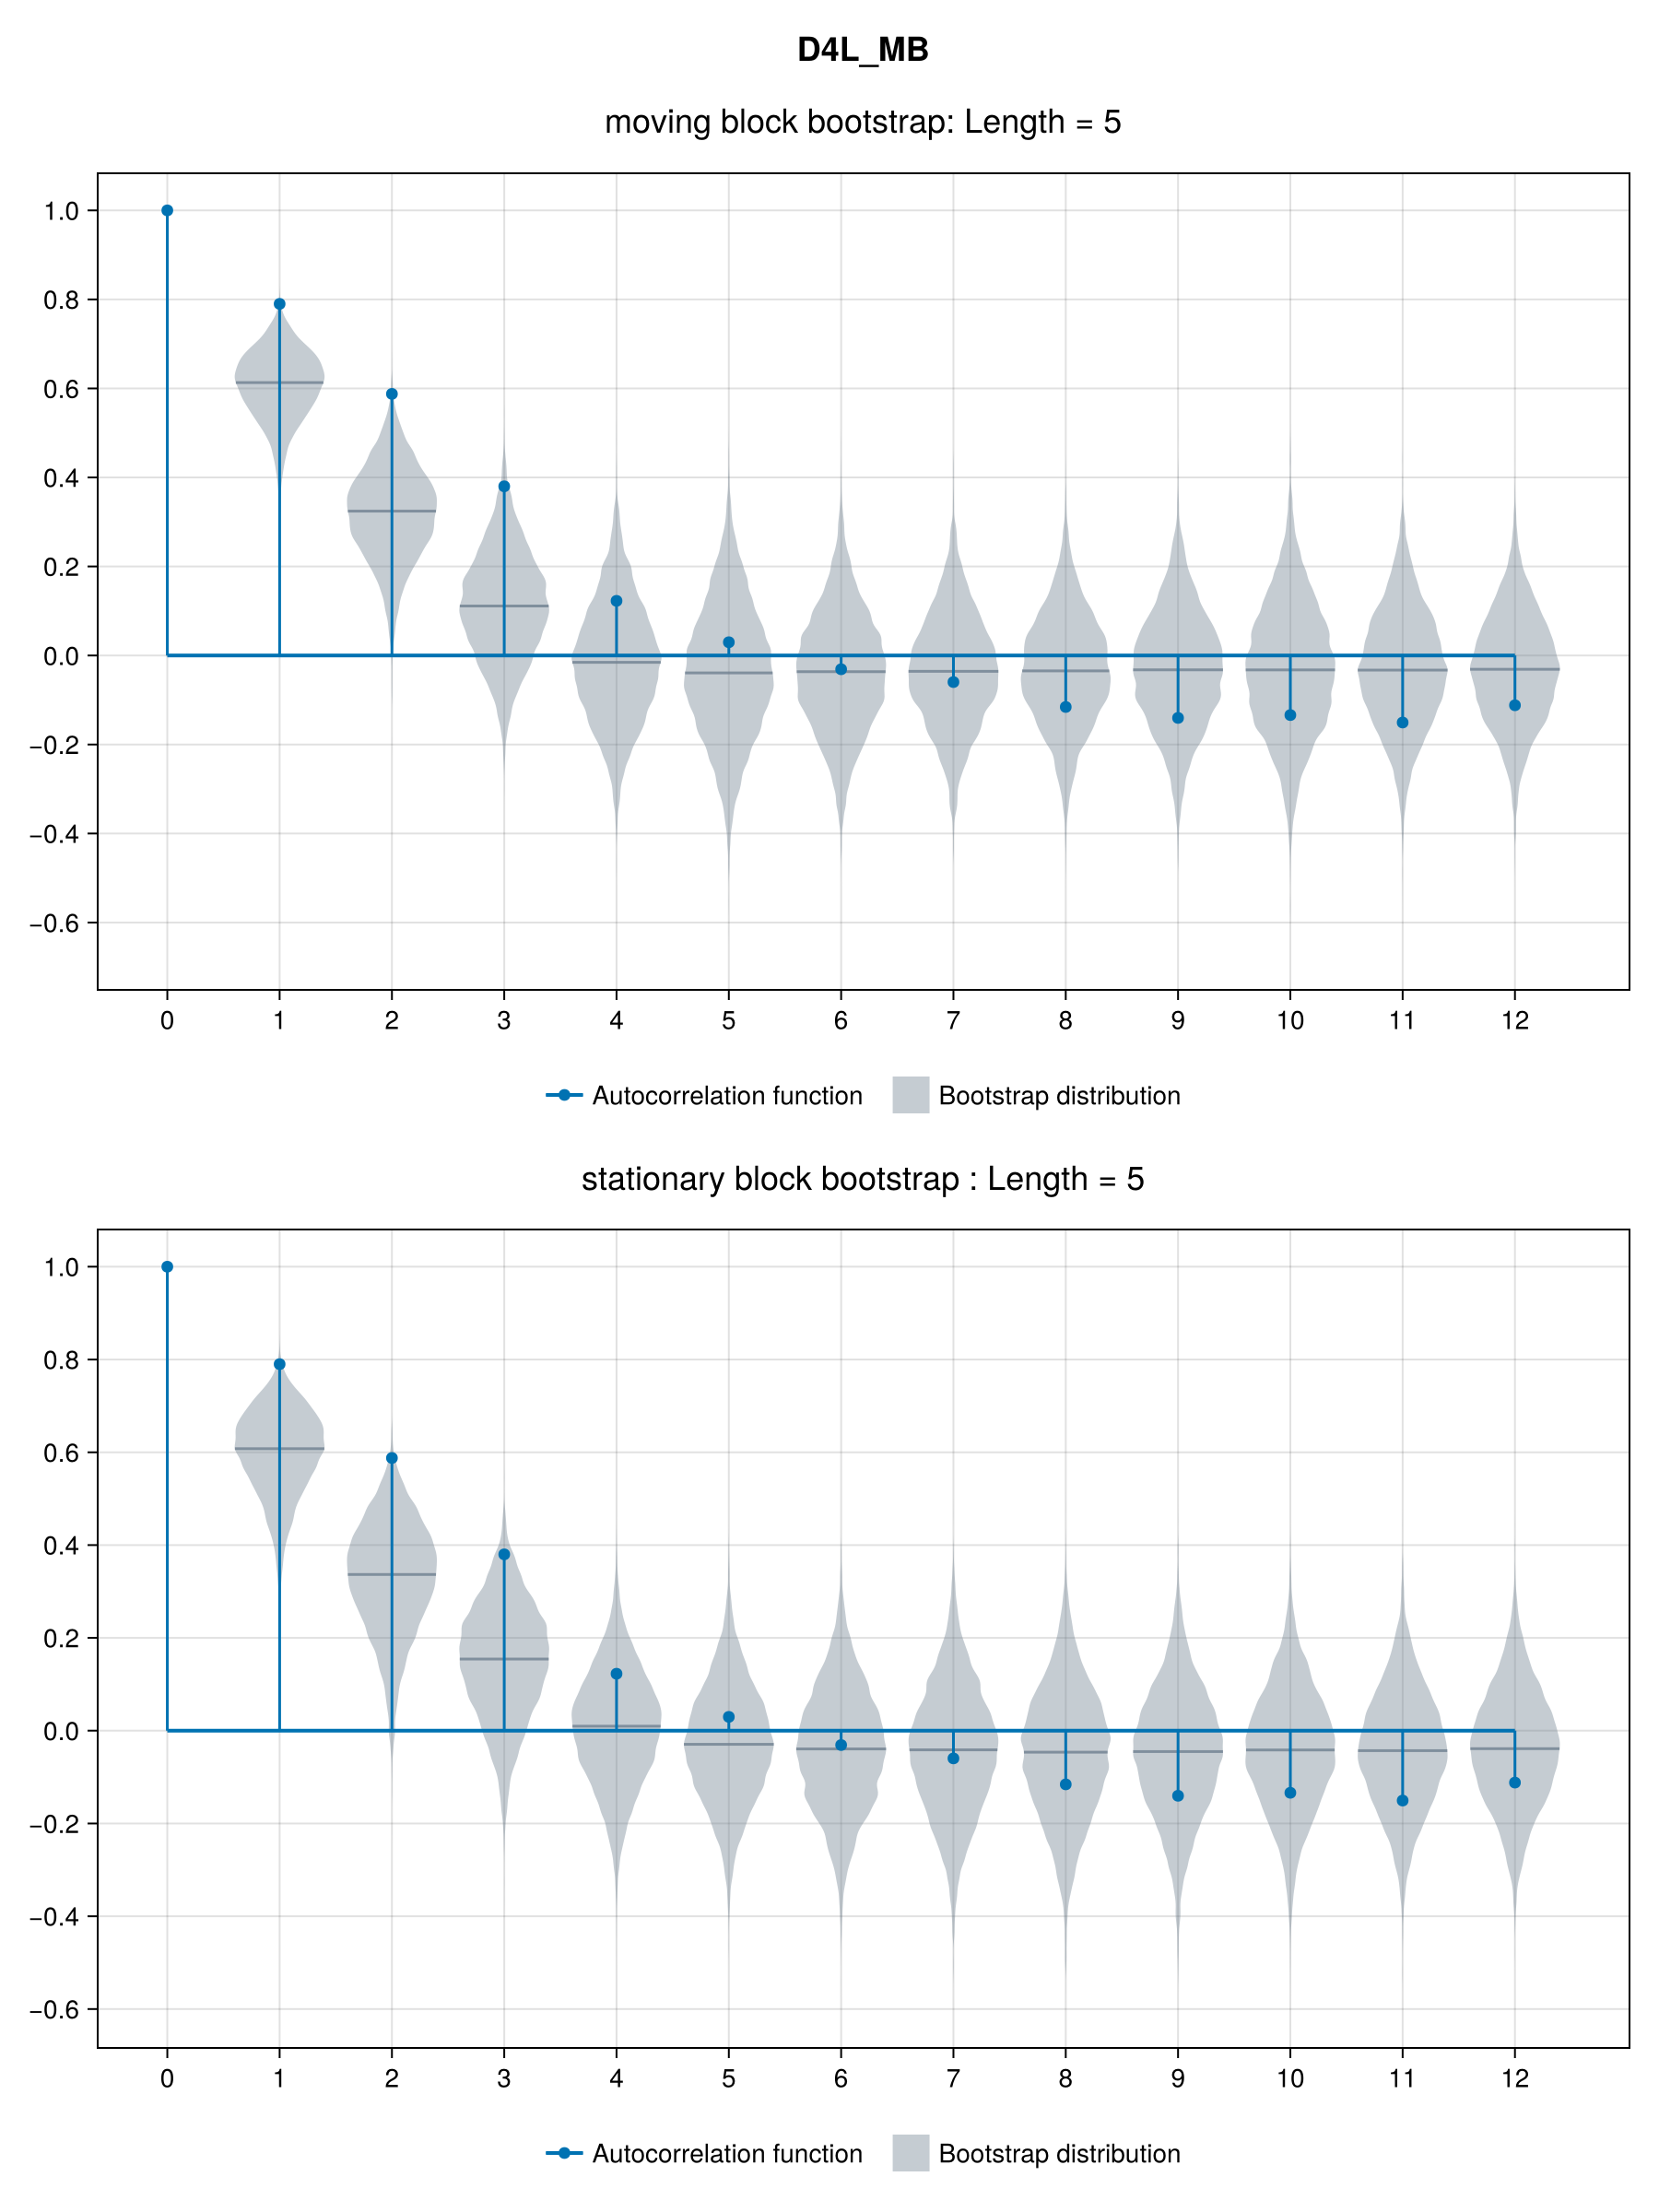 D4L_MB
moving block bootstrap: Length = 5
1.0
0.8
0.6
0.4
0.2
0.0
−0.2
−0.4
−0.6
0 1 2 3 4 5 6 7 8 9 10 11 12
Autocorrelation function Bootstrap distribution
stationary block bootstrap : Length = 5
1.0
0.8
0.6
0.4
0.2
0.0
−0.2
−0.4
−0.6
0 1 2 3 4 5 6 7 8 9 10 11 12
Autocorrelation function Bootstrap distribution